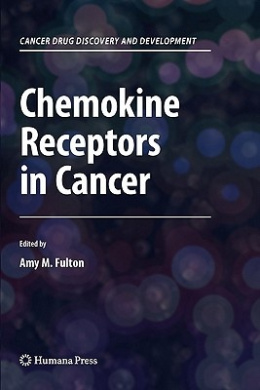 CANCER DRUG DISCOVERY AND DEVELOPMENT
Chemokine
Receptors
in Cancer
Edited by
Amy M. Fulton
Humana Press